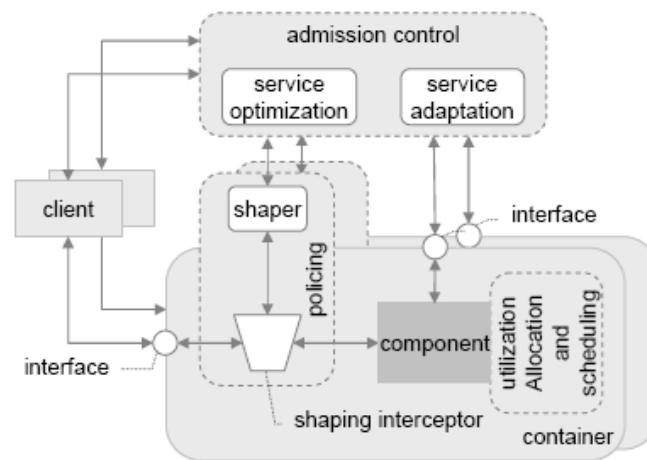 admission control
service
optimization
service
adaptation
client
shaper
interface
policing
component
utilization
Allocation
and
scheduling
interface
shaping interceptor
container